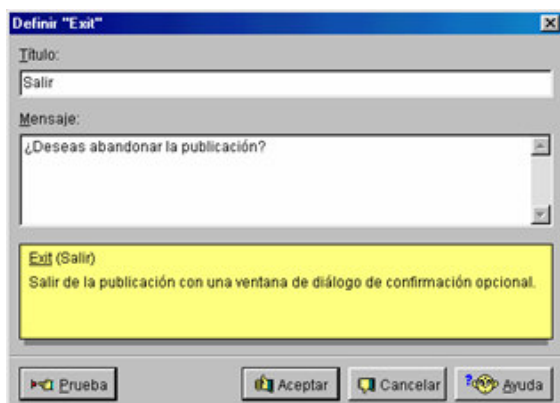 Definir "Exit"
Título:
Salir
Mensaje:
¿Deseas abandonar la publicación?
Exit (Salir)
Salir de la publicación con una ventana de diálogo de confirmación opcional.
Prueba
Aceptar
Cancelar
Ayuda